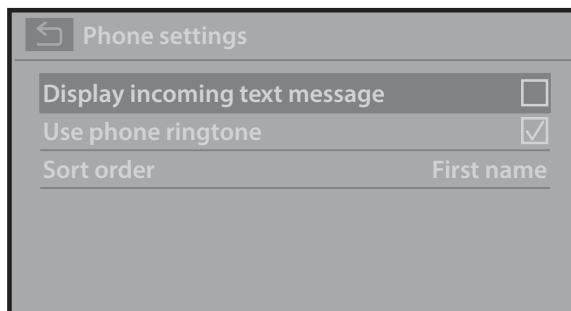 Phone settings
Display incoming text message
Use phone ringtone
Sort order First name